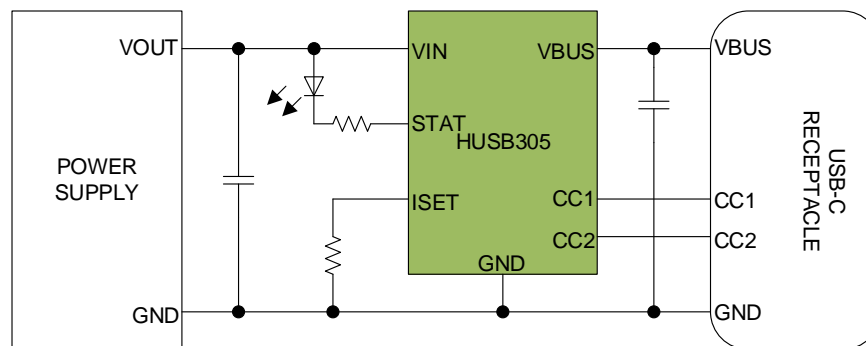 VOUT
VIN
VBUS
VBUS
STAT
HUSB305
POWER
SUPPLY
USB-C
RECEPTACLE
ISET
CC1
CC1
CC2
CC2
GND
GND
GND